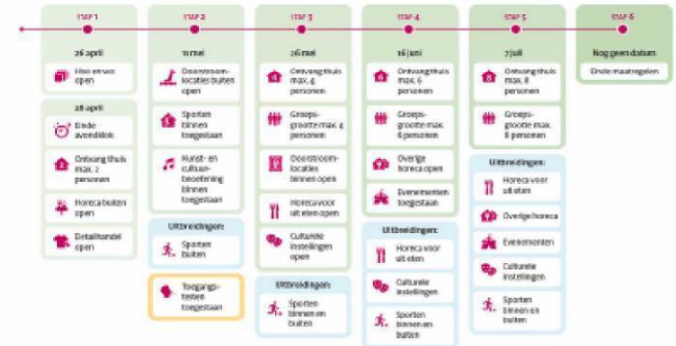 STAP 1
26 april
Hbo en wo
open
28 april
Einde
avondklok
Ontvang thuis
max. 2
personen
Horeca buiten
open
Detailhandel
open
STAP 2
11 mei
Doorstroom-
locaties buiten
open
Sporten
binnen
toegestaan
Kunst- en
cultuur-
beoefening
binnen
toegestaan
Uitbreidingen:
Sporten
buiten
Toegangs-
testen
toegestaan
STAP 3
26 mei
Ontvang thuis
max. 4
personen
Groeps-
grootte max. 4
personen
Doorstroom-
locaties
binnen open
Horeca voor
uit eten open
Culturele
instellingen
open
Uitbreidingen:
Sporten
binnen en
buiten
STAP 4
16 juni
Ontvang thuis
max. 6
personen
Groeps-
grootte max.
6 personen
Overige
horeca open
Evenementen
toegestaan
Uitbreidingen:
Horeca voor
uit eten
Culturele
instellingen
Sporten
binnen en
buiten
STAP 5
7 juli
Ontvang thuis
max. 8
personen
Groeps-
grootte max.
8 personen
Uitbreidingen:
Horeca voor
uit eten
Overige horeca
Evenementen
Culturele
instellingen
Sporten
binnen en
buiten
STAP 6
Nog geen datum
Einde maatregelen